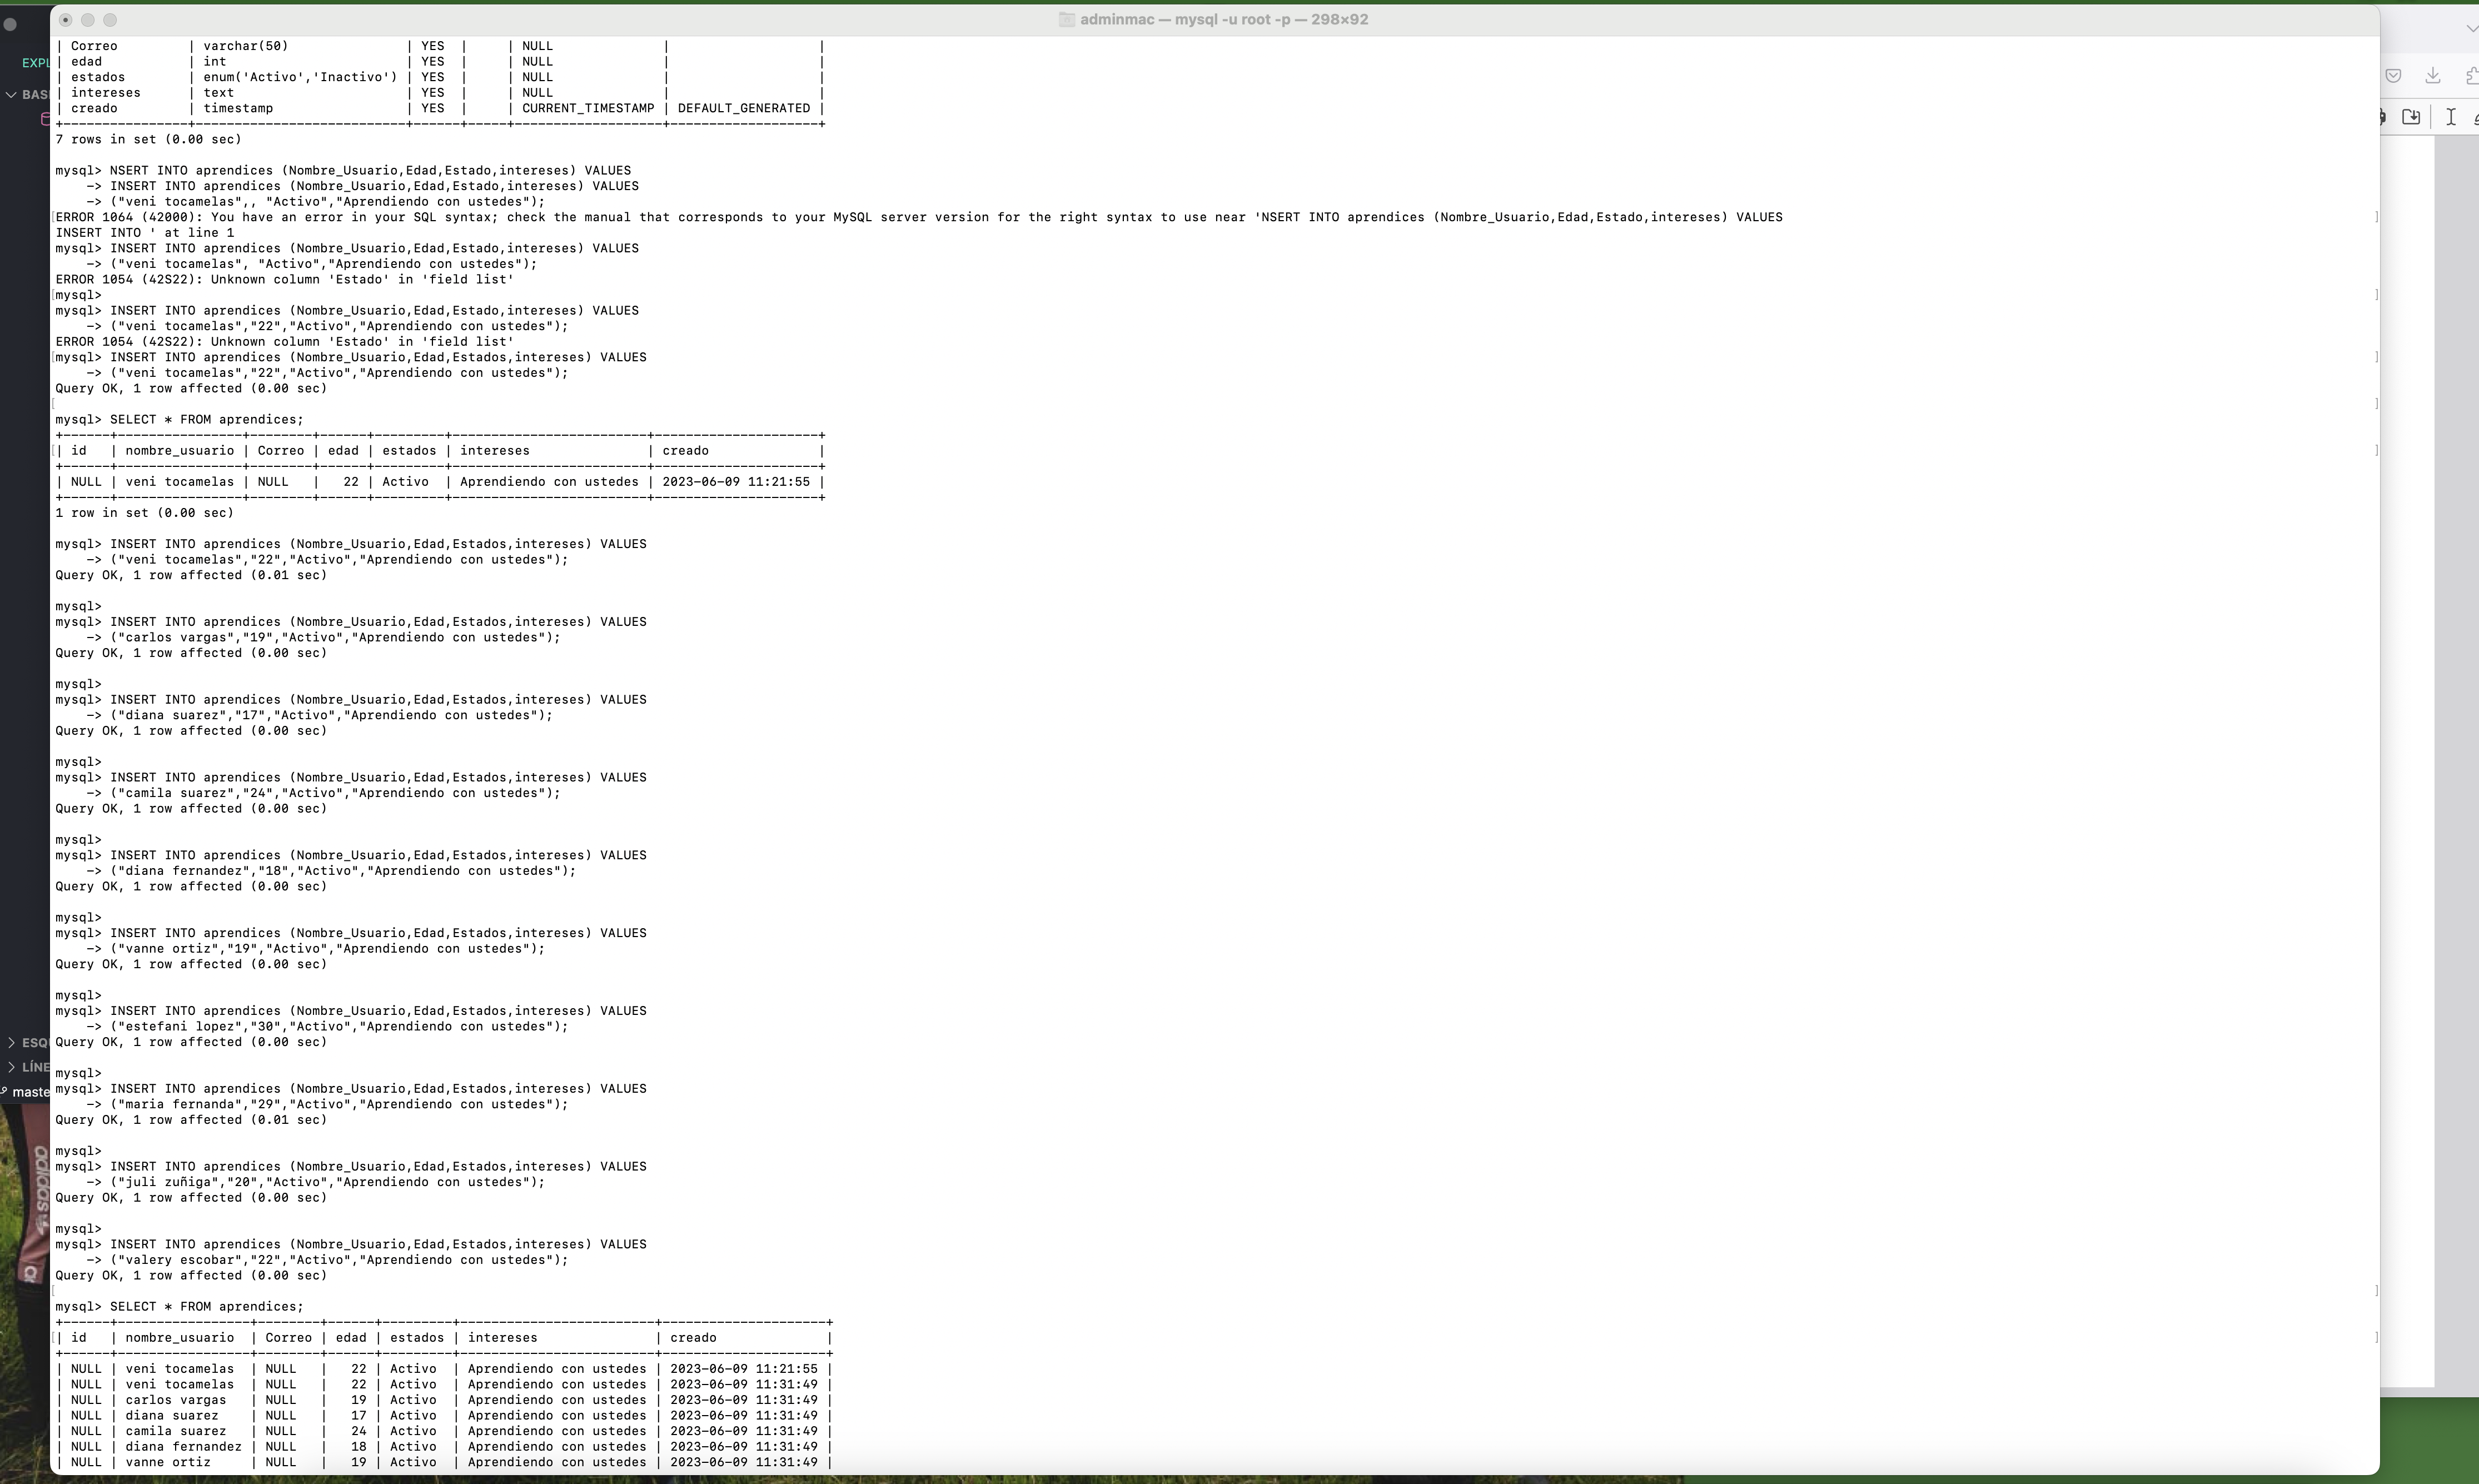 adminmac — mysql -u root -p — 298×92
| Correo         | varchar(50)               | YES  |     | NULL              |                   |
| edad           | int                       | YES  |     | NULL              |                   |
| estados        | enum('Activo','Inactivo') | YES  |     | NULL              |                   |
| intereses      | text                      | YES  |     | NULL              |                   |
| creado         | timestamp                 | YES  |     | CURRENT_TIMESTAMP | DEFAULT_GENERATED |
+----------------+---------------------------+------+-----+-------------------+-------------------+
7 rows in set (0.00 sec)
mysql> NSERT INTO aprendices (Nombre_Usuario,Edad,Estado,intereses) VALUES
    -> INSERT INTO aprendices (Nombre_Usuario,Edad,Estado,intereses) VALUES
    -> ("veni tocamelas",, "Activo","Aprendiendo con ustedes");
ERROR 1064 (42000): You have an error in your SQL syntax; check the manual that corresponds to your MySQL server version for the right syntax to use near 'NSERT INTO aprendices (Nombre_Usuario,Edad,Estado,intereses) VALUES
INSERT INTO ' at line 1
mysql> INSERT INTO aprendices (Nombre_Usuario,Edad,Estado,intereses) VALUES
    -> ("veni tocamelas", "Activo","Aprendiendo con ustedes");
ERROR 1054 (42S22): Unknown column 'Estado' in 'field list'
mysql>
mysql> INSERT INTO aprendices (Nombre_Usuario,Edad,Estado,intereses) VALUES
    -> ("veni tocamelas","22","Activo","Aprendiendo con ustedes");
ERROR 1054 (42S22): Unknown column 'Estado' in 'field list'
mysql> INSERT INTO aprendices (Nombre_Usuario,Edad,Estados,intereses) VALUES
    -> ("veni tocamelas","22","Activo","Aprendiendo con ustedes");
Query OK, 1 row affected (0.00 sec)
mysql> SELECT * FROM aprendices;
+------+----------------+--------+------+---------+-------------------------+---------------------+
| id   | nombre_usuario | Correo | edad | estados | intereses               | creado              |
+------+----------------+--------+------+---------+-------------------------+---------------------+
| NULL | veni tocamelas | NULL   |   22 | Activo  | Aprendiendo con ustedes | 2023-06-09 11:21:55 |
+------+----------------+--------+------+---------+-------------------------+---------------------+
1 row in set (0.00 sec)
mysql> INSERT INTO aprendices (Nombre_Usuario,Edad,Estados,intereses) VALUES
    -> ("veni tocamelas","22","Activo","Aprendiendo con ustedes");
Query OK, 1 row affected (0.01 sec)
mysql>
mysql> INSERT INTO aprendices (Nombre_Usuario,Edad,Estados,intereses) VALUES
    -> ("carlos vargas","19","Activo","Aprendiendo con ustedes");
Query OK, 1 row affected (0.00 sec)
mysql>
mysql> INSERT INTO aprendices (Nombre_Usuario,Edad,Estados,intereses) VALUES
    -> ("diana suarez","17","Activo","Aprendiendo con ustedes");
Query OK, 1 row affected (0.00 sec)
mysql>
mysql> INSERT INTO aprendices (Nombre_Usuario,Edad,Estados,intereses) VALUES
    -> ("camila suarez","24","Activo","Aprendiendo con ustedes");
Query OK, 1 row affected (0.00 sec)
mysql>
mysql> INSERT INTO aprendices (Nombre_Usuario,Edad,Estados,intereses) VALUES
    -> ("diana fernandez","18","Activo","Aprendiendo con ustedes");
Query OK, 1 row affected (0.00 sec)
mysql>
mysql> INSERT INTO aprendices (Nombre_Usuario,Edad,Estados,intereses) VALUES
    -> ("vanne ortiz","19","Activo","Aprendiendo con ustedes");
Query OK, 1 row affected (0.00 sec)
mysql>
mysql> INSERT INTO aprendices (Nombre_Usuario,Edad,Estados,intereses) VALUES
    -> ("estefani lopez","30","Activo","Aprendiendo con ustedes");
Query OK, 1 row affected (0.00 sec)
mysql>
mysql> INSERT INTO aprendices (Nombre_Usuario,Edad,Estados,intereses) VALUES
    -> ("maria fernanda","29","Activo","Aprendiendo con ustedes");
Query OK, 1 row affected (0.01 sec)
mysql>
mysql> INSERT INTO aprendices (Nombre_Usuario,Edad,Estados,intereses) VALUES
    -> ("juli zuñiga","20","Activo","Aprendiendo con ustedes");
Query OK, 1 row affected (0.00 sec)
mysql>
mysql> INSERT INTO aprendices (Nombre_Usuario,Edad,Estados,intereses) VALUES
    -> ("valery escobar","22","Activo","Aprendiendo con ustedes");
Query OK, 1 row affected (0.00 sec)
mysql> SELECT * FROM aprendices;
+------+-----------------+--------+------+---------+-------------------------+---------------------+
| id   | nombre_usuario  | Correo | edad | estados | intereses               | creado              |
+------+-----------------+--------+------+---------+-------------------------+---------------------+
| NULL | veni tocamelas  | NULL   |   22 | Activo  | Aprendiendo con ustedes | 2023-06-09 11:21:55 |
| NULL | veni tocamelas  | NULL   |   22 | Activo  | Aprendiendo con ustedes | 2023-06-09 11:31:49 |
| NULL | carlos vargas   | NULL   |   19 | Activo  | Aprendiendo con ustedes | 2023-06-09 11:31:49 |
| NULL | diana suarez    | NULL   |   17 | Activo  | Aprendiendo con ustedes | 2023-06-09 11:31:49 |
| NULL | camila suarez   | NULL   |   24 | Activo  | Aprendiendo con ustedes | 2023-06-09 11:31:49 |
| NULL | diana fernandez | NULL   |   18 | Activo  | Aprendiendo con ustedes | 2023-06-09 11:31:49 |
| NULL | vanne ortiz     | NULL   |   19 | Activo  | Aprendiendo con ustedes | 2023-06-09 11:31:49 |
EXPL
BAS
ESQU
LÍNE
maste
adidas